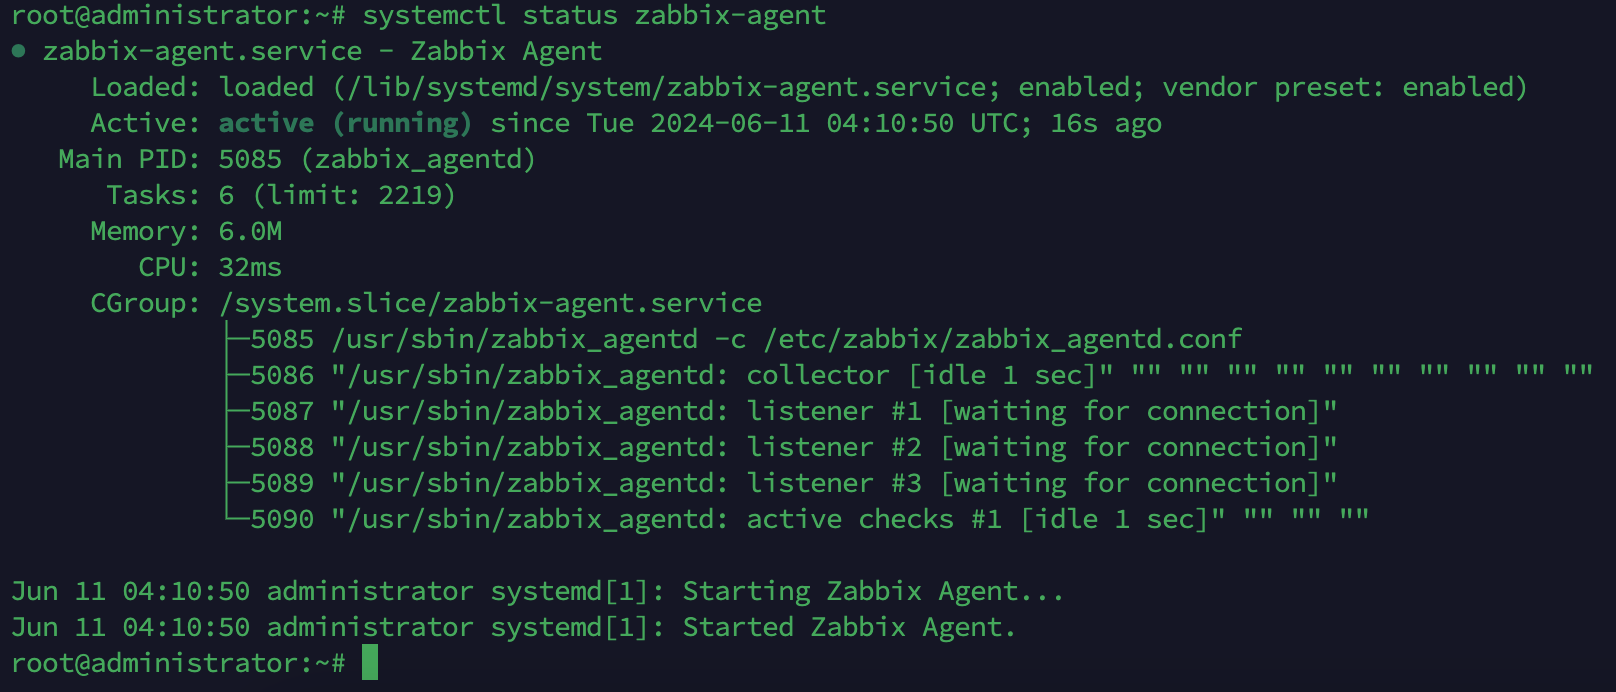 root@administrator:~# systemctl status zabbix-agent
● zabbix-agent.service - Zabbix Agent
     Loaded: loaded (/lib/systemd/system/zabbix-agent.service; enabled; vendor preset: enabled)
     Active: active (running) since Tue 2024-06-11 04:10:50 UTC; 16s ago
   Main PID: 5085 (zabbix_agentd)
      Tasks: 6 (limit: 2219)
     Memory: 6.0M
        CPU: 32ms
     CGroup: /system.slice/zabbix-agent.service
             ├─5085 /usr/sbin/zabbix_agentd -c /etc/zabbix/zabbix_agentd.conf
             ├─5086 "/usr/sbin/zabbix_agentd: collector [idle 1 sec]" "" "" "" "" "" "" "" "" "" ""
             ├─5087 "/usr/sbin/zabbix_agentd: listener #1 [waiting for connection]"
             ├─5088 "/usr/sbin/zabbix_agentd: listener #2 [waiting for connection]"
             ├─5089 "/usr/sbin/zabbix_agentd: listener #3 [waiting for connection]"
             └─5090 "/usr/sbin/zabbix_agentd: active checks #1 [idle 1 sec]" "" "" ""

Jun 11 04:10:50 administrator systemd[1]: Starting Zabbix Agent...
Jun 11 04:10:50 administrator systemd[1]: Started Zabbix Agent.
root@administrator:~#